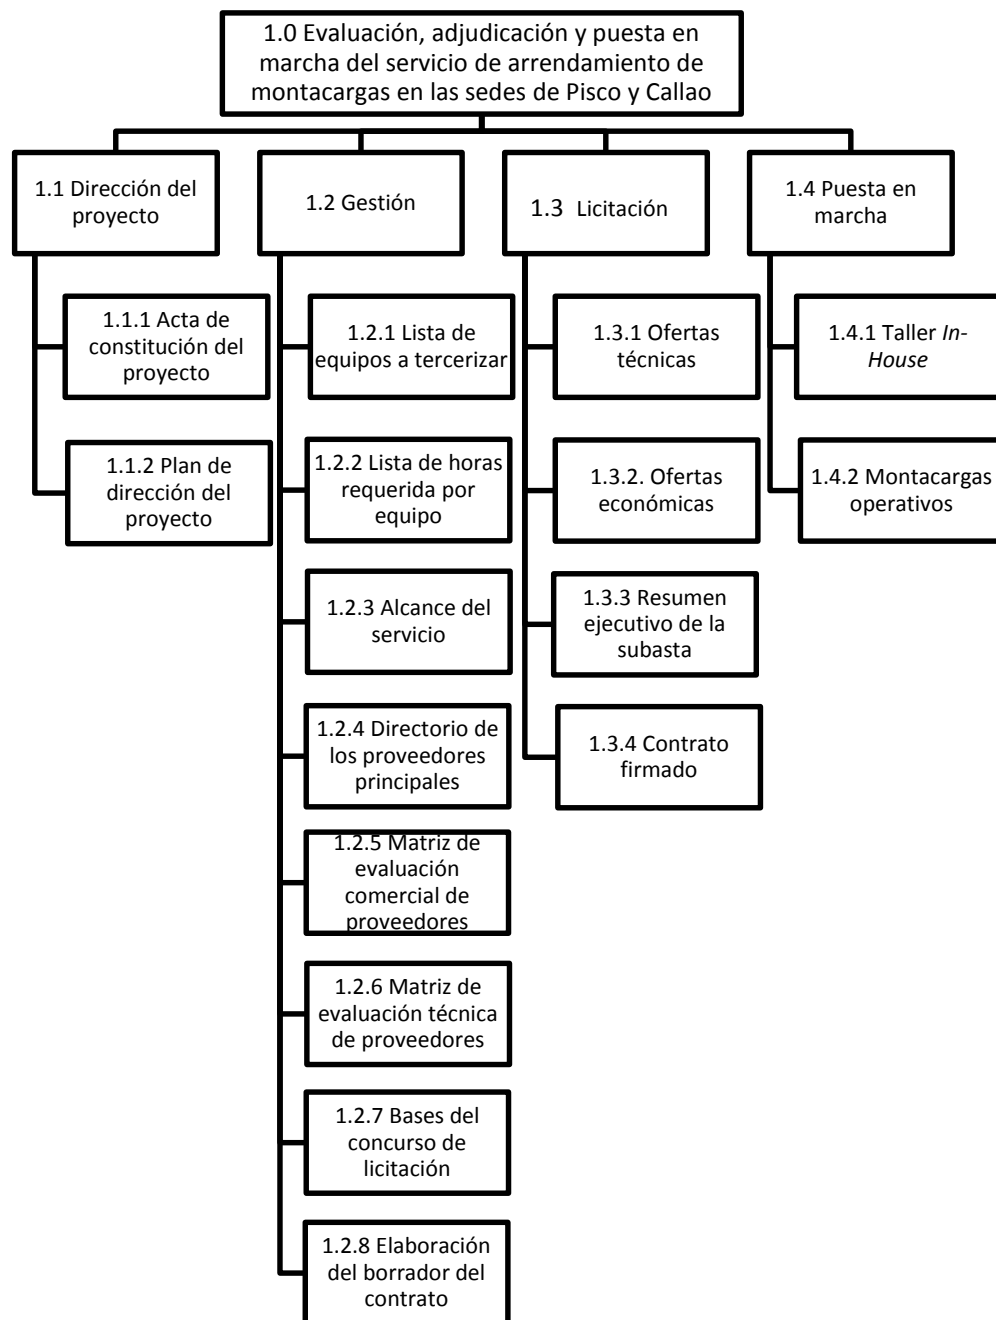 1.0 Evaluación, adjudicación y puesta en
marcha del servicio de arrendamiento de
montacargas en las sedes de Pisco y Callao
1.1 Dirección del
proyecto
1.2 Gestión
1.3 Licitación
1.4 Puesta en
marcha
1.1.1 Acta de
constitución del
proyecto
1.1.2 Plan de
dirección del
proyecto
1.2.1 Lista de
equipos a tercerizar
1.2.2 Lista de horas
requerida por
equipo
1.2.3 Alcance del
servicio
1.2.4 Directorio de
los proveedores
principales
1.2.5 Matriz de
evaluación
comercial de
proveedores
1.2.6 Matriz de
evaluación técnica
de proveedores
1.2.7 Bases del
concurso de
licitación
1.2.8 Elaboración
del borrador del
contrato
1.3.1 Ofertas
técnicas
1.3.2. Ofertas
económicas
1.3.3 Resumen
ejecutivo de la
subasta
1.3.4 Contrato
firmado
1.4.1 Taller In-
House
1.4.2 Montacargas
operativos